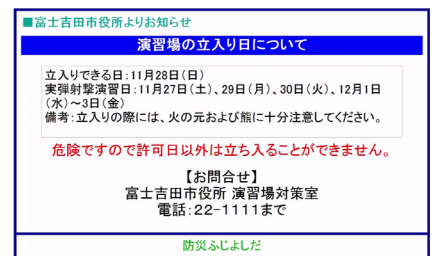 ■富士吉田市役所よりお知らせ
演習場の立入り日について
立入りできる日:11月28日(日)
実弾射撃演習日:11月27日(土)、29日(月)、30日(火)、12月1日
(水)～3日(金)
備考:立入りの際には、火の元および熊に十分注意してください。
危険ですので許可日以外は立ち入ることができません。
【お問合せ】
富士吉田市役所 演習場対策室
電話:22-1111まで
防災ふじよしだ